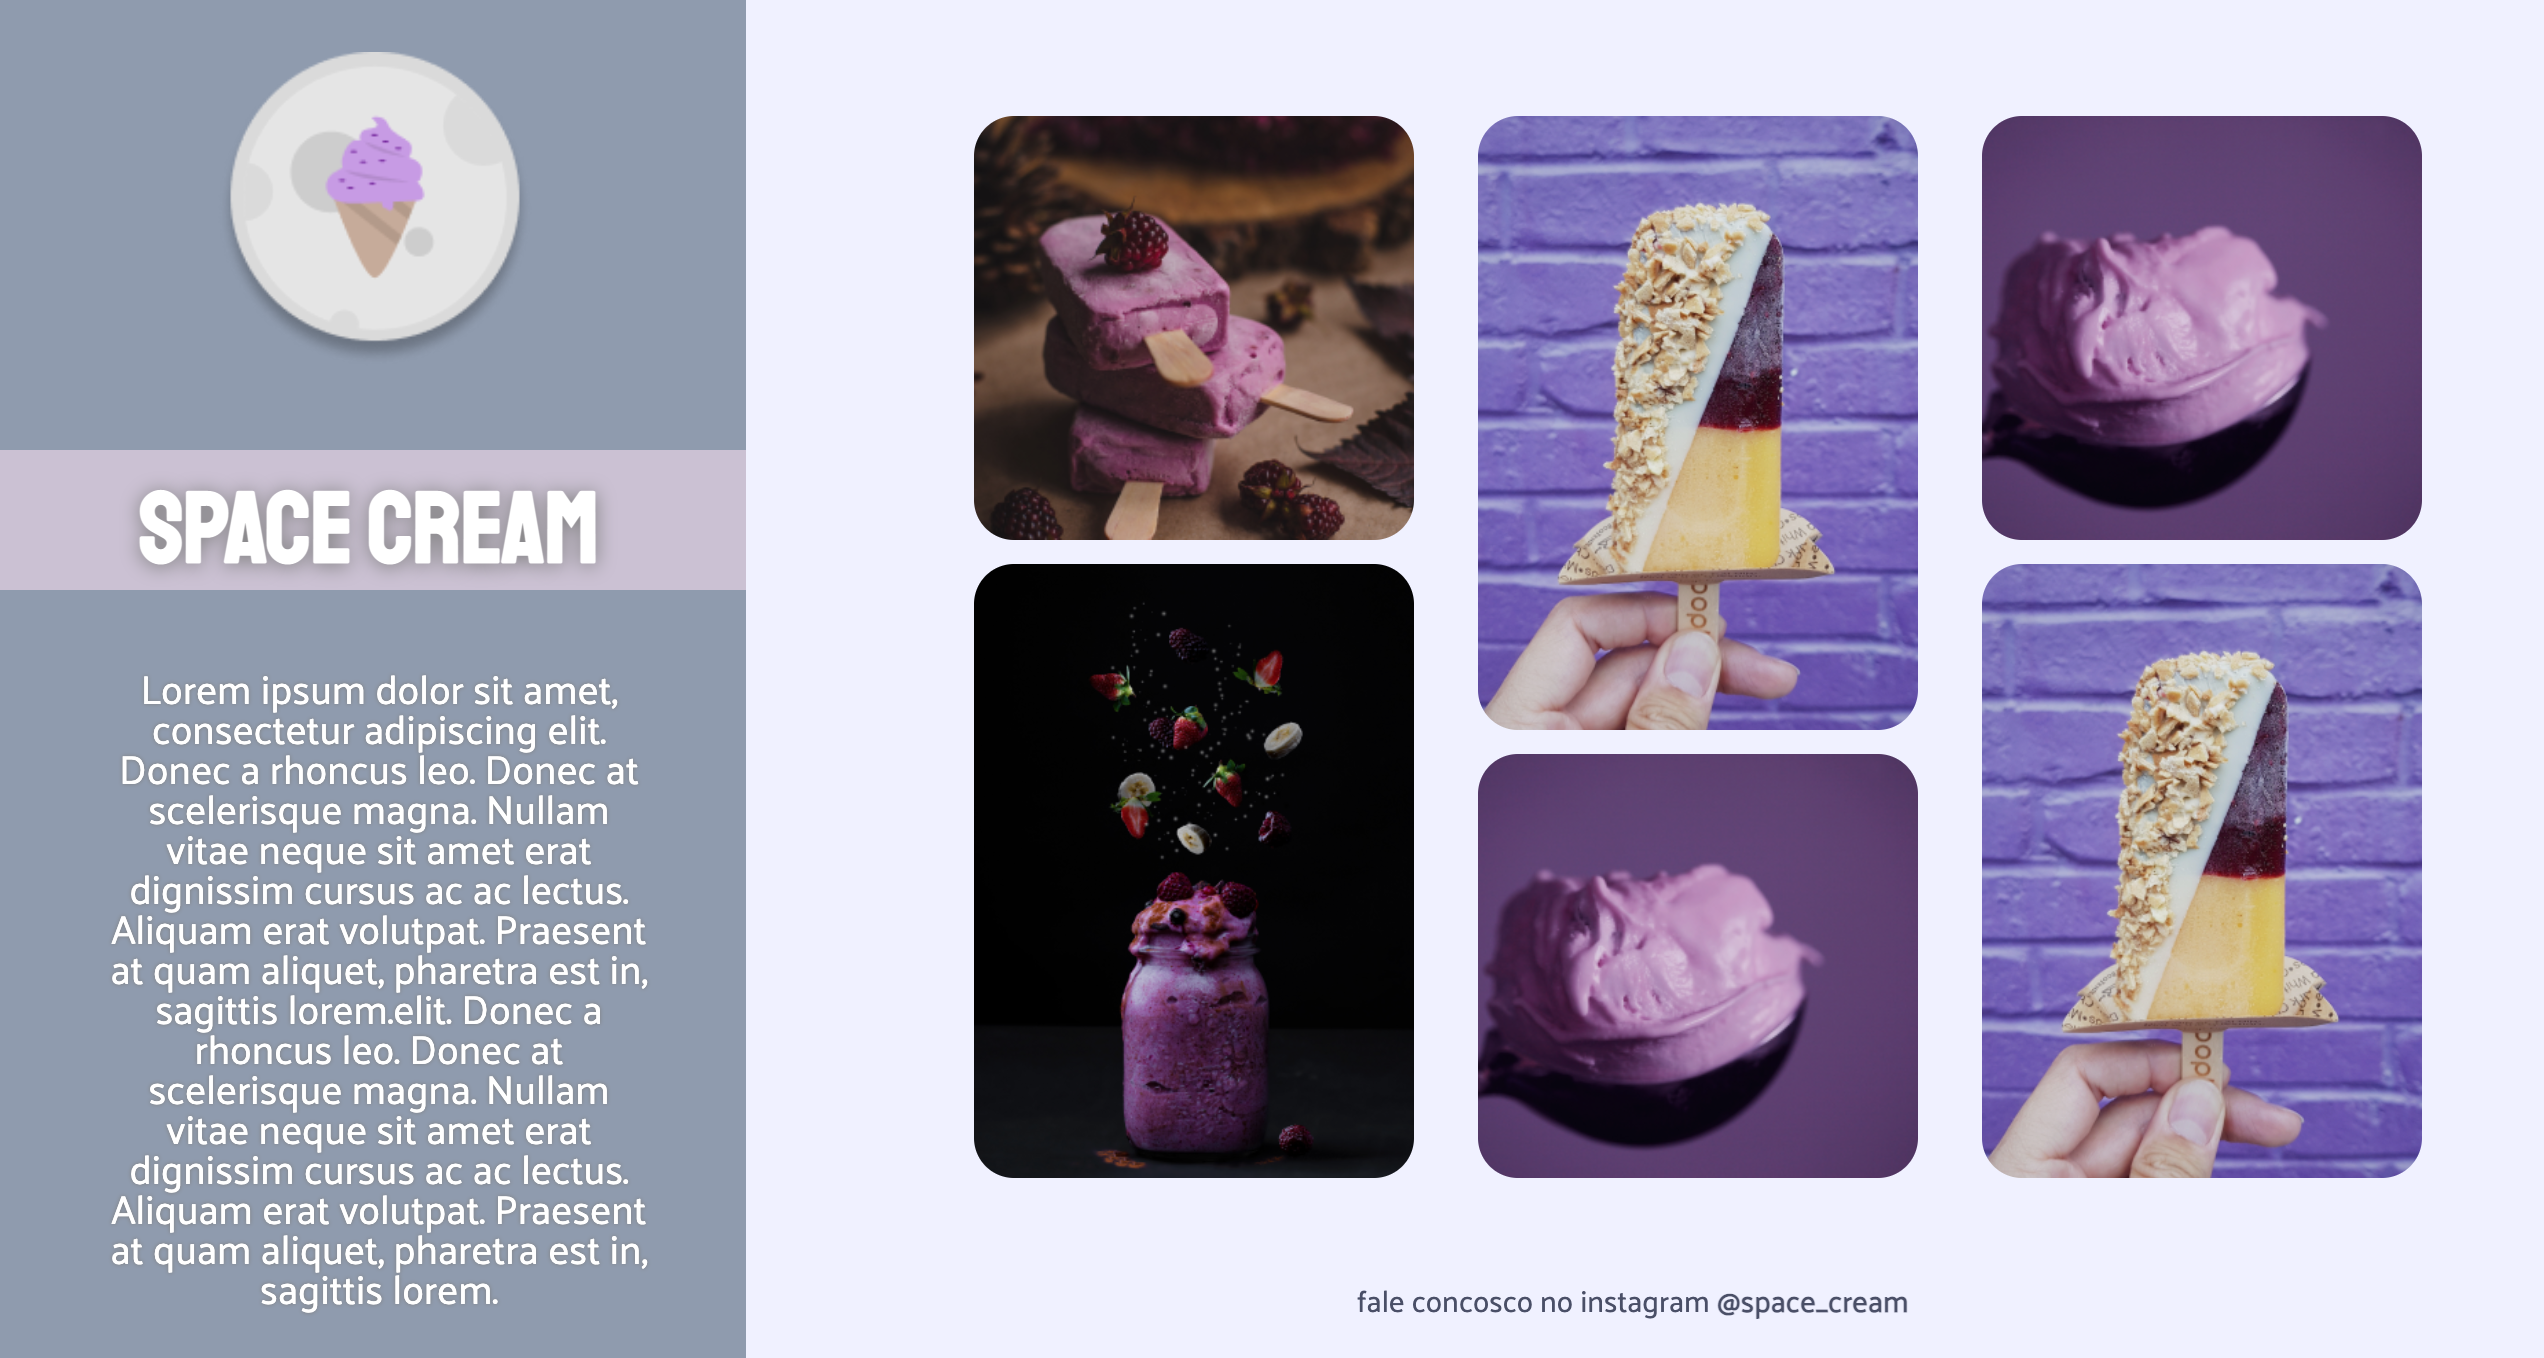 SPACE CREAM
Lorem ipsum dolor sit amet,
consectetur adipiscing elit.
Donec a rhoncus leo. Donec at
scelerisque magna. Nullam
vitae neque sit amet erat
dignissim cursus ac ac lectus.
Aliquam erat volutpat. Praesent
at quam aliquet, pharetra est in,
sagittis lorem.elit. Donec a
rhoncus leo. Donec at
scelerisque magna. Nullam
vitae neque sit amet erat
dignissim cursus ac ac lectus.
Aliquam erat volutpat. Praesent
at quam aliquet, pharetra est in,
sagittis lorem.
fale concosco no instagram @space_cream